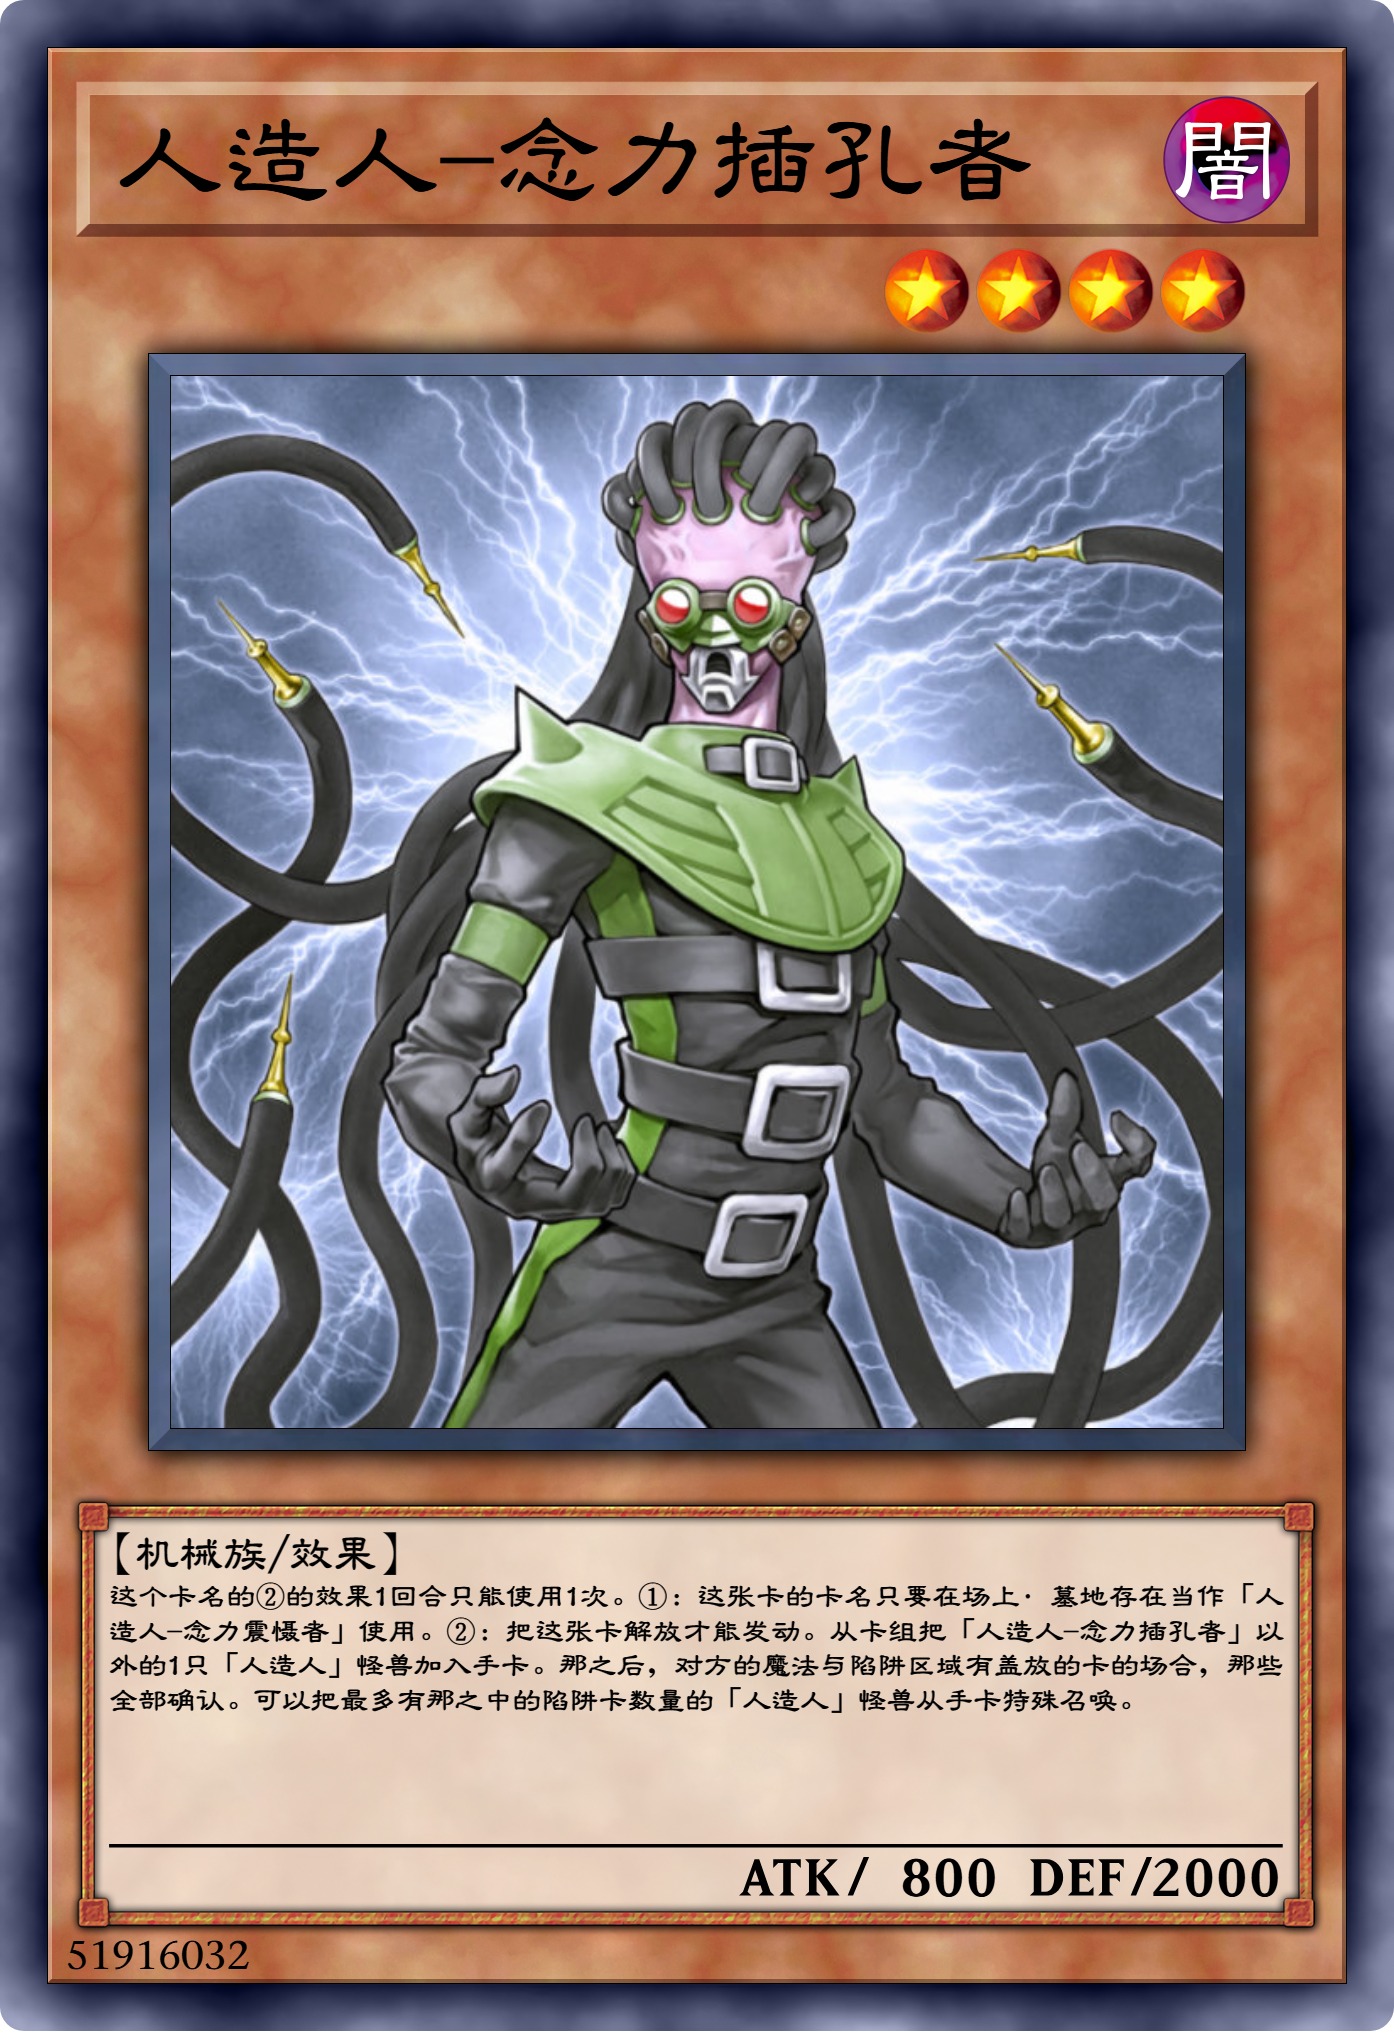 人造人-念力插孔者
闇
【机械族/效果】
这个卡名的②的效果1回合只能使用1次。①：这张卡的卡名只要在场上·墓地存在当作「人
造人-念力震慑者」使用。②：把这张卡解放才能发动。从卡组把「人造人-念力插孔者」以
外的1只「人造人」怪兽加入手卡。那之后，对方的魔法与陷阱区域有盖放的卡的场合，那些
全部确认。可以把最多有那之中的陷阱卡数量的「人造人」怪兽从手卡特殊召唤。
ATK/ 800 DEF/2000
51916032